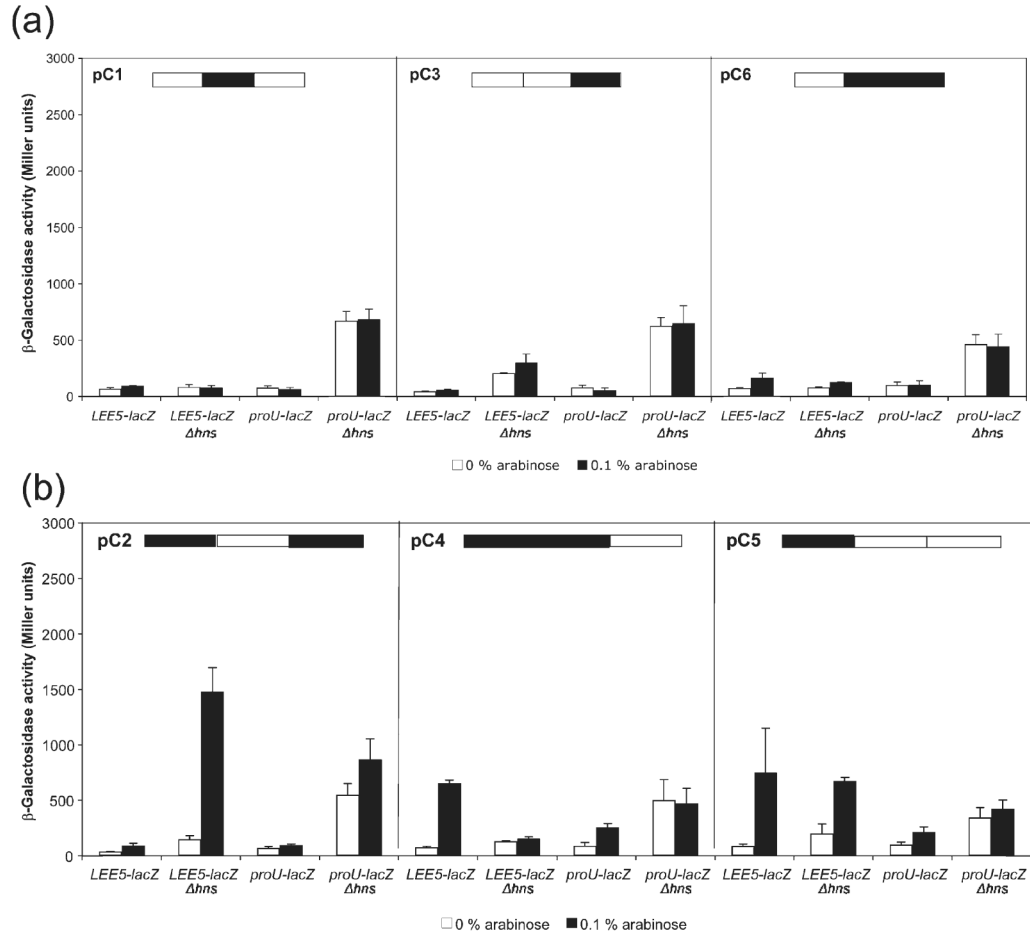 (a)
β-Galactosidase activity (Miller units)
3000
2500
2000
1500
1000
500
0
pC1
pC3
pC6
LEE5-lacZ LEE5-lacZ proU-lacZ proU-lacZ LEE5-lacZ LEE5-lacZ proU-lacZ proU-lacZ LEE5-lacZ LEE5-lacZ proU-lacZ proU-lacZ
Δhns Δhns Δhns Δhns Δhns Δhns
0 % arabinose 0.1 % arabinose
(b)
β-Galactosidase activity (Miller units)
3000
2500
2000
1500
1000
500
0
pC2
pC4
pC5
LEE5-lacZ LEE5-lacZ proU-lacZ proU-lacZ LEE5-lacZ LEE5-lacZ proU-lacZ proU-lacZ LEE5-lacZ LEE5-lacZ proU-lacZ proU-lacZ
Δhns Δhns Δhns Δhns Δhns Δhns
0 % arabinose 0.1 % arabinose